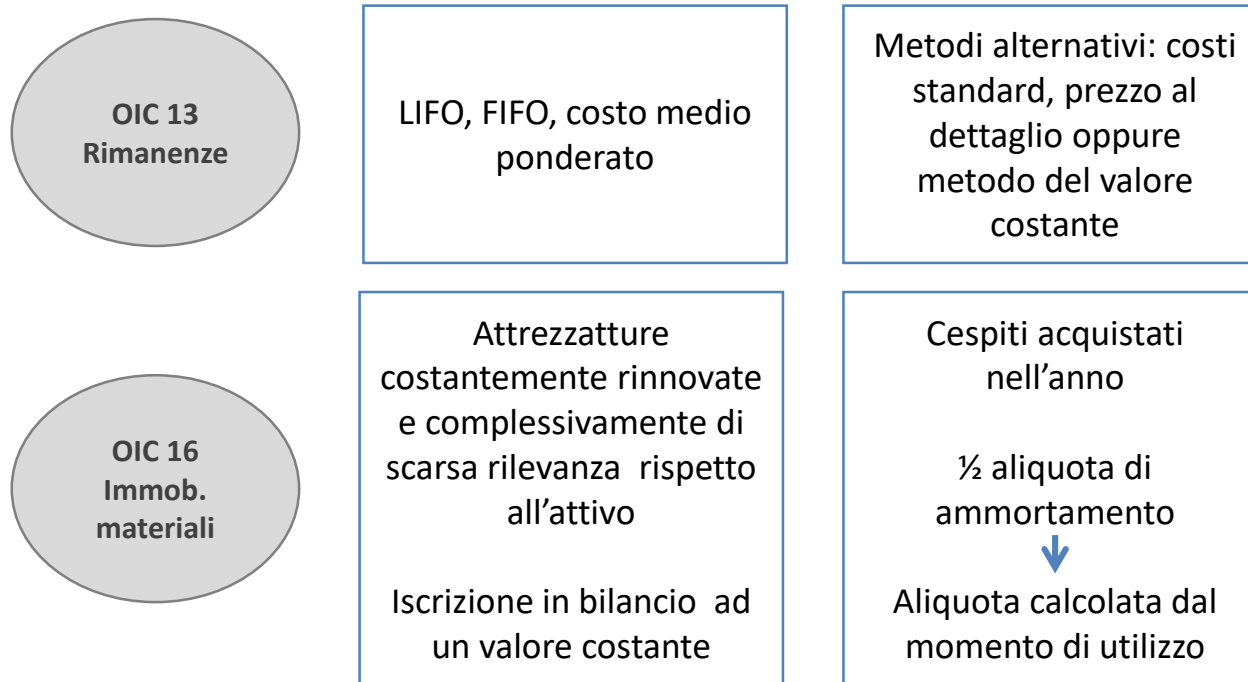 OIC 13
Rimanenze
LIFO, FIFO, costo medio
ponderato
Metodi alternativi: costi
standard, prezzo al
dettaglio oppure
metodo del valore
costante
OIC 16
Immob.
materiali
Attrezzature
costantemente rinnovate
e complessivamente di
scarsa rilevanza rispetto
all’attivo
Iscrizione in bilancio ad
un valore costante
Cespiti acquistati
nell’anno
½ aliquota di
ammortamento
Aliquota calcolata dal
momento di utilizzo